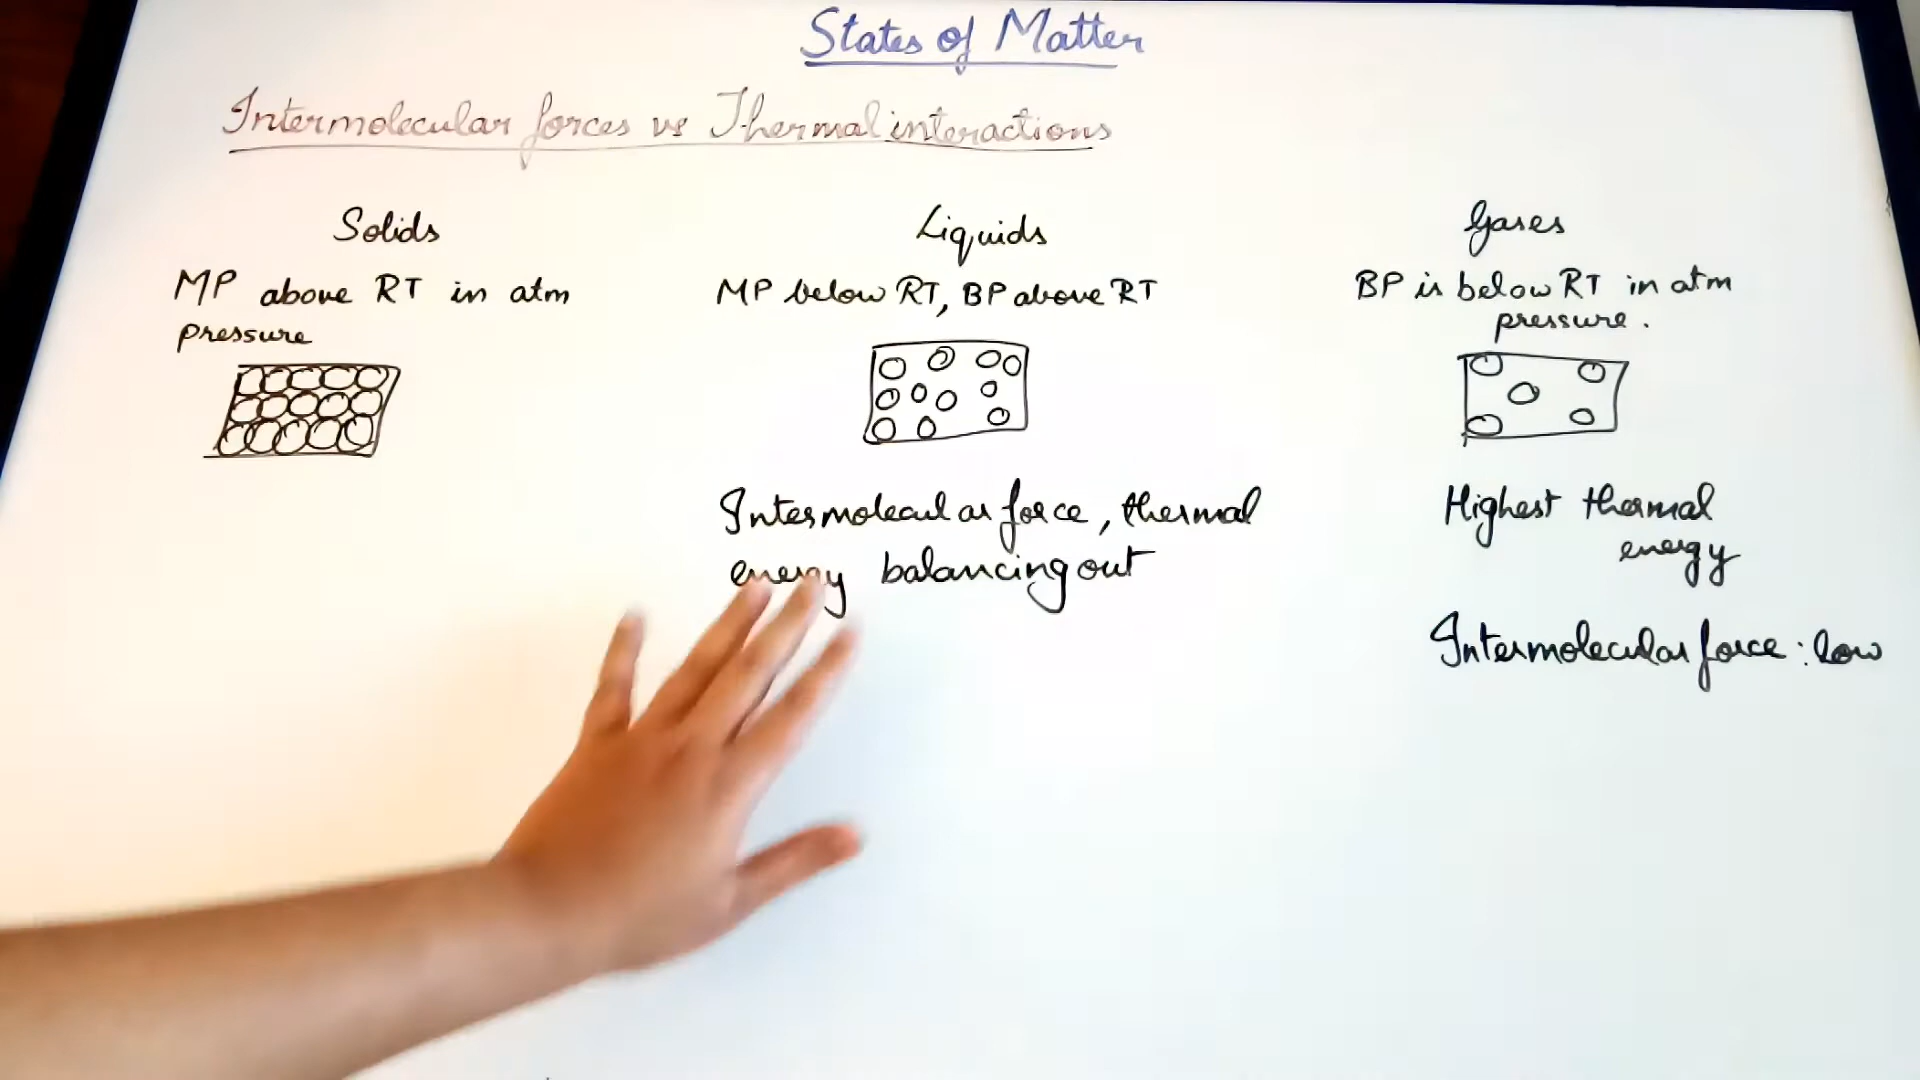 States of Matter
Intermolecular forces vs Thermal interactions
Solids
MP above RT in atm
pressure
Liquids
MP below RT, BP above RT
Intermolecular force, thermal
energy balancing out
Gases
BP is below RT in atm
pressure.
Highest thermal
energy
Intermolecular force : low